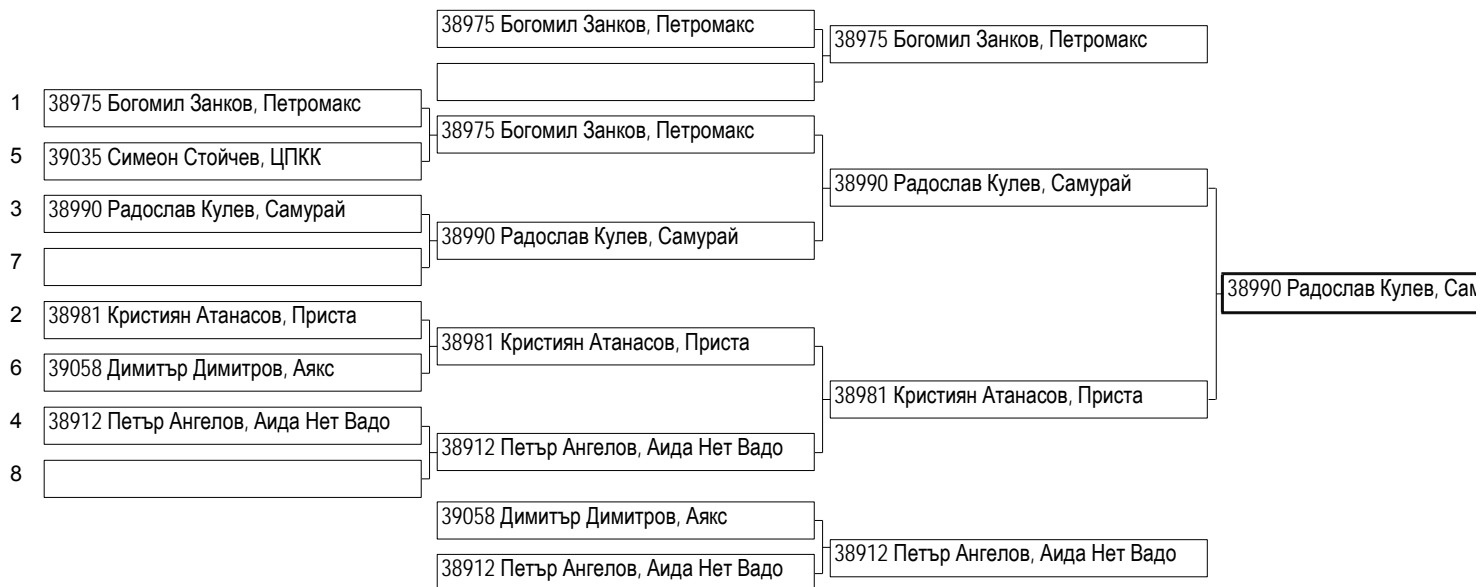 38975 Богомил Занков, Петромакс
38975 Богомил Занков, Петромакс
1 38975 Богомил Занков, Петромакс
38975 Богомил Занков, Петромакс
5 39035 Симеон Стойчев, ЦПКК
38990 Радослав Кулев, Самурай
3 38990 Радослав Кулев, Самурай
38990 Радослав Кулев, Самурай
7
38990 Радослав Кулев, Сам
2 38981 Кристиян Атанасов, Приста
38981 Кристиян Атанасов, Приста
6 39058 Димитър Димитров, Аякс
38981 Кристиян Атанасов, Приста
4 38912 Петър Ангелов, Аида Нет Вадо
38912 Петър Ангелов, Аида Нет Вадо
8
39058 Димитър Димитров, Аякс
38912 Петър Ангелов, Аида Нет Вадо
38912 Петър Ангелов, Аида Нет Вадо